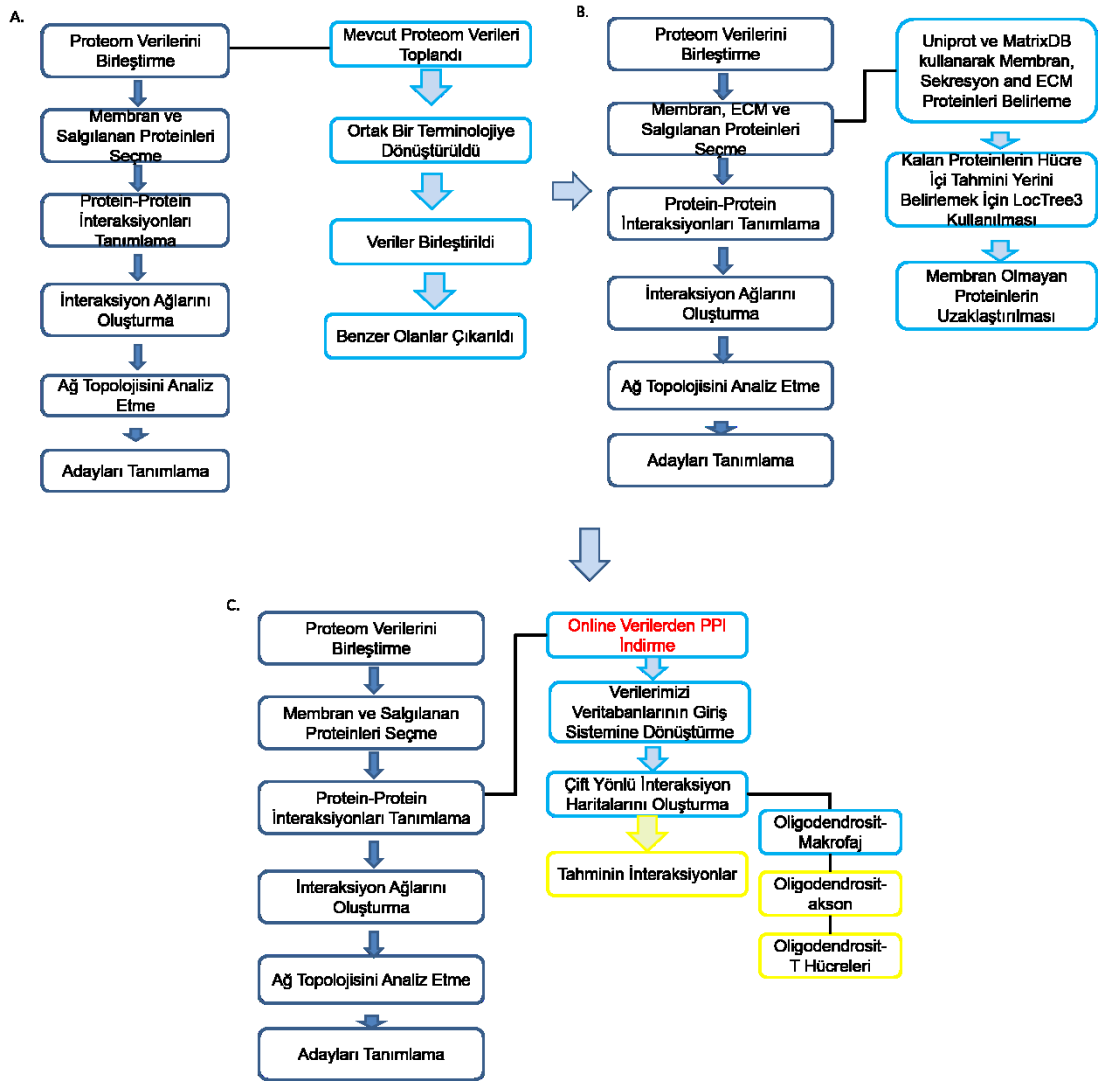 A.
Proteom Verilerini
Birleştirme
Membran ve
Salgılanan Proteinleri
Seçme
Protein-Protein
İnteraksiyonları
Tanımlama
İnteraksiyon Ağlarını
Oluşturma
Ağ Topolojisini Analiz
Etme
Adayları Tanımlama
Mevcut Proteom Verileri
Toplandı
Ortak Bir Terminolojiye
Dönüştürüldü
Veriler Birleştirildi
Benzer Olanlar Çıkarıldı
B.
Proteom Verilerini
Birleştirme
Membran, ECM ve
Salgılanan Proteinleri
Seçme
Protein-Protein
İnteraksiyonları Tanımlama
İnteraksiyon Ağlarını
Oluşturma
Ağ Topolojisini Analiz Etme
Adayları Tanımlama
Uniprot ve MatrixDB
kullanarak Membran,
Sekresyon and ECM
Proteinleri Belirleme
Kalan Proteinlerin Hücre
İçi Tahmini Yerini
Belirlemek İçin LocTree3
Kullanılması
Membran Olmayan
Proteinlerin
Uzaklaştırılması
C.
Proteom Verilerini
Birleştirme
Membran ve Salgılanan
Proteinleri Seçme
Protein-Protein
İnteraksiyonları Tanımlama
İnteraksiyon Ağlarını
Oluşturma
Ağ Topolojisini Analiz Etme
Adayları Tanımlama
Online Verilerden PPI
İndirme
Verilerimizi
Veritabanlarının Giriş
Sistemine Dönüştürme
Çift Yönlü İnteraksiyon
Haritalarını Oluşturma
Tahminin İnteraksiyonlar
Oligodendrosit-
Makrofaj
Oligodendrosit-
akson
Oligodendrosit-
T Hücreleri